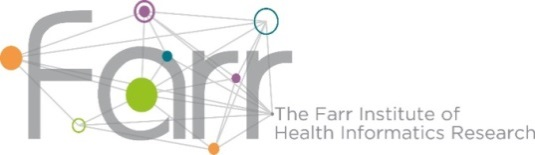 farr
The Farr Institute of
Health Informatics Research